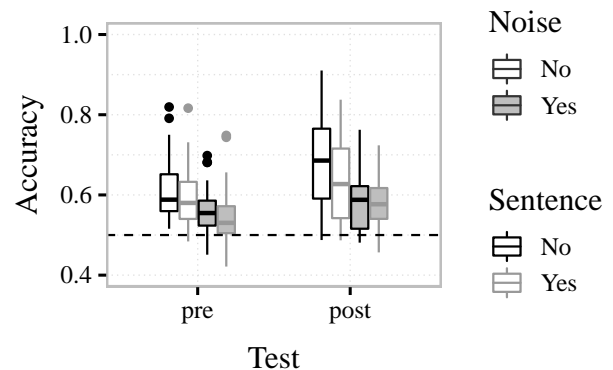 1.0
0.8
0.6
0.4
Accuracy
pre
post
Test
Noise
No
Yes
Sentence
No
Yes